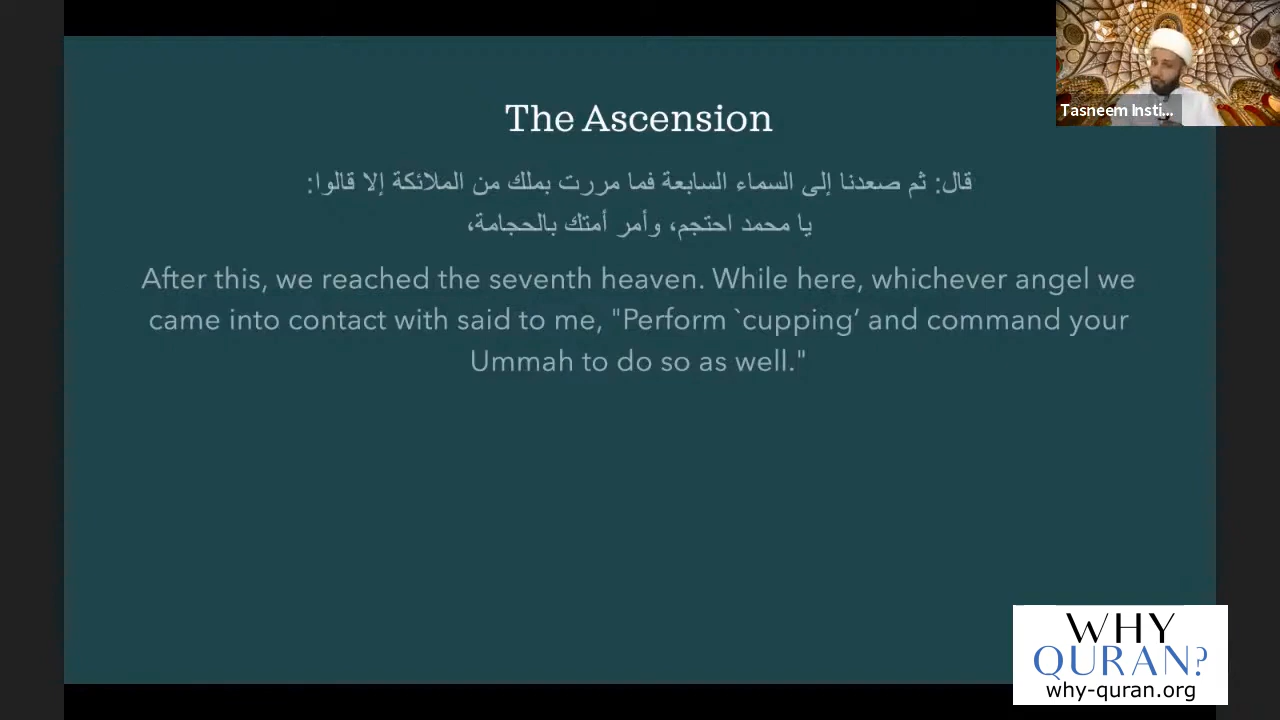 Tasneem Insti...
The Ascension
قال: ثم صعدنا إلى السماء السابعة فما مررت بملك من الملائكة إلا قالوا:
يا محمد احتجم، وأمر أمتك بالحجامة،
After this, we reached the seventh heaven. While here, whichever angel we
came into contact with said to me, "Perform `cupping’ and command your
Ummah to do so as well."
WHY
QURAN?
why-quran.org